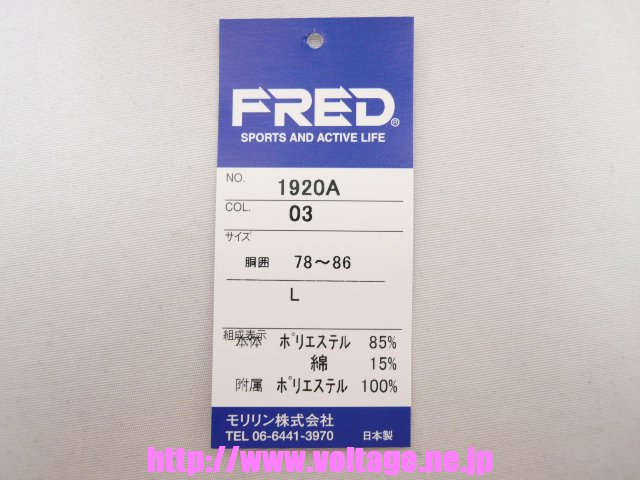 FRED®
SPORTS AND ACTIVE LIFE
NO. 1920A
COL. 03
サイズ
胴囲 78〜86
L
組成表示
本体 ポリエステル 85%
綿 15%
附属 ポリエステル 100%
モリリン株式会社
TEL 06-6441-3970 日本製
http://www.voltage.ne.jp